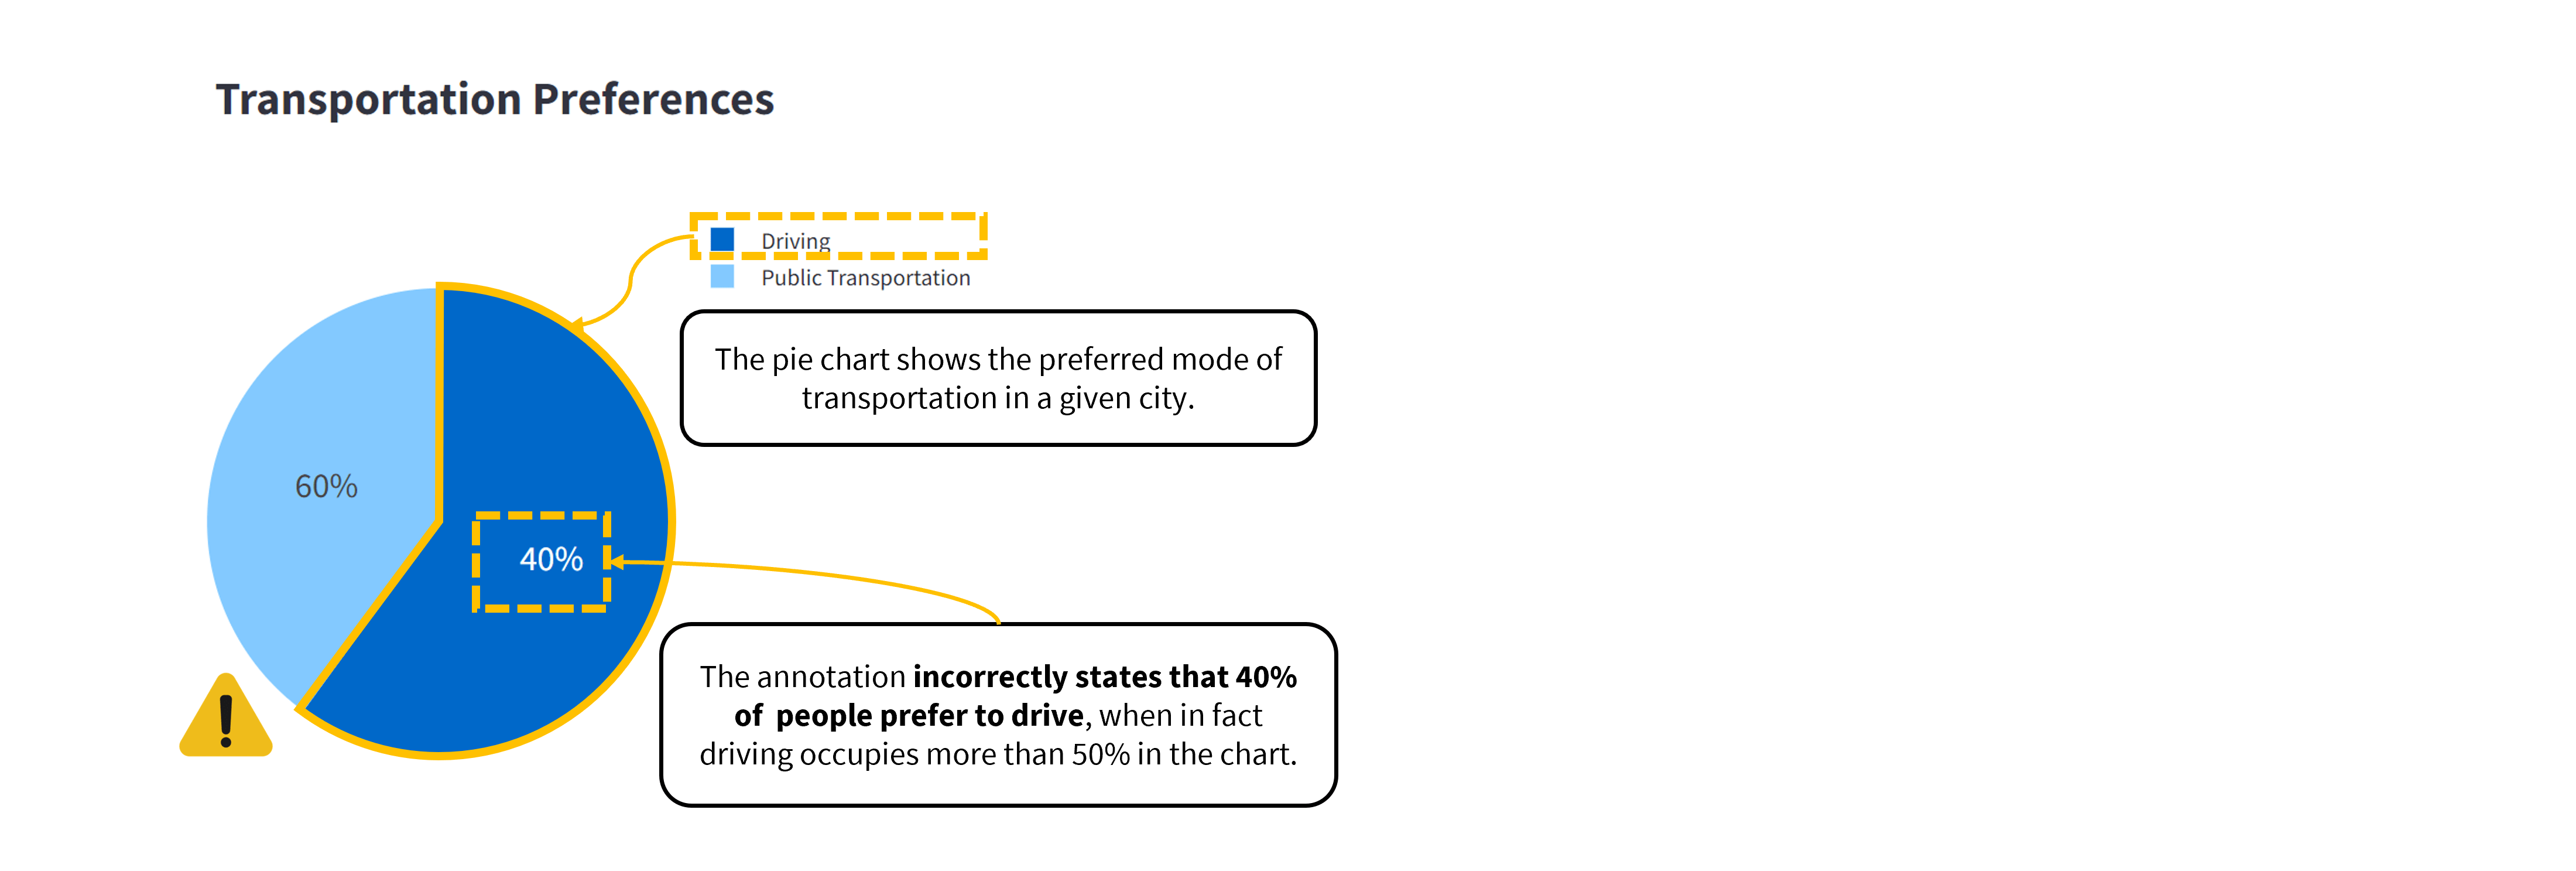 Transportation Preferences
Driving
Public Transportation
The pie chart shows the preferred mode of
transportation in a given city.
60%
40%
The annotation incorrectly states that 40%
of  people prefer to drive, when in fact
driving occupies more than 50% in the chart.